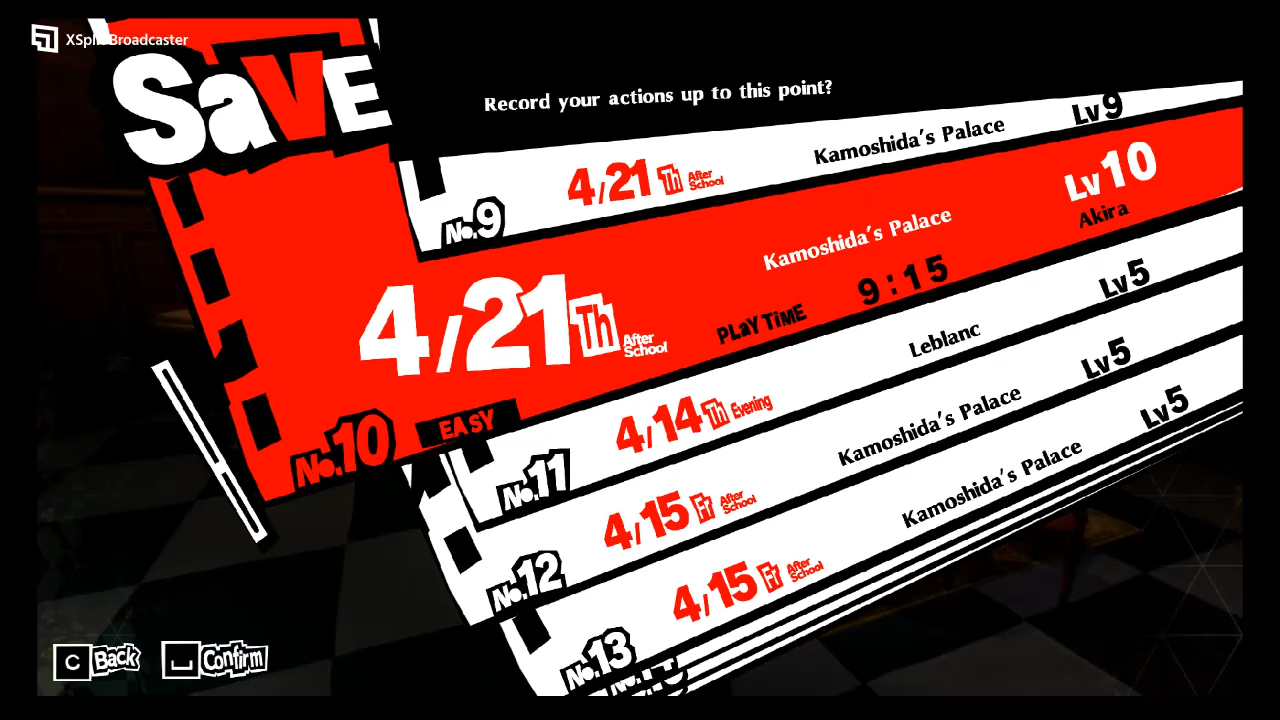 XSplit Broadcaster
SaVE
Record your actions up to this point?
No.9 4/21 Th After School Kamoshida's Palace Lv9
No.10 4/21 Th After School Kamoshida's Palace Lv10
PLaY TiME 9:15 Akira
EASY
No.11 4/14 Th Evening Leblanc Lv5
No.12 4/15 Fr After School Kamoshida's Palace Lv5
No.13 4/15 Fr After School Kamoshida's Palace Lv5
C Back Confirm